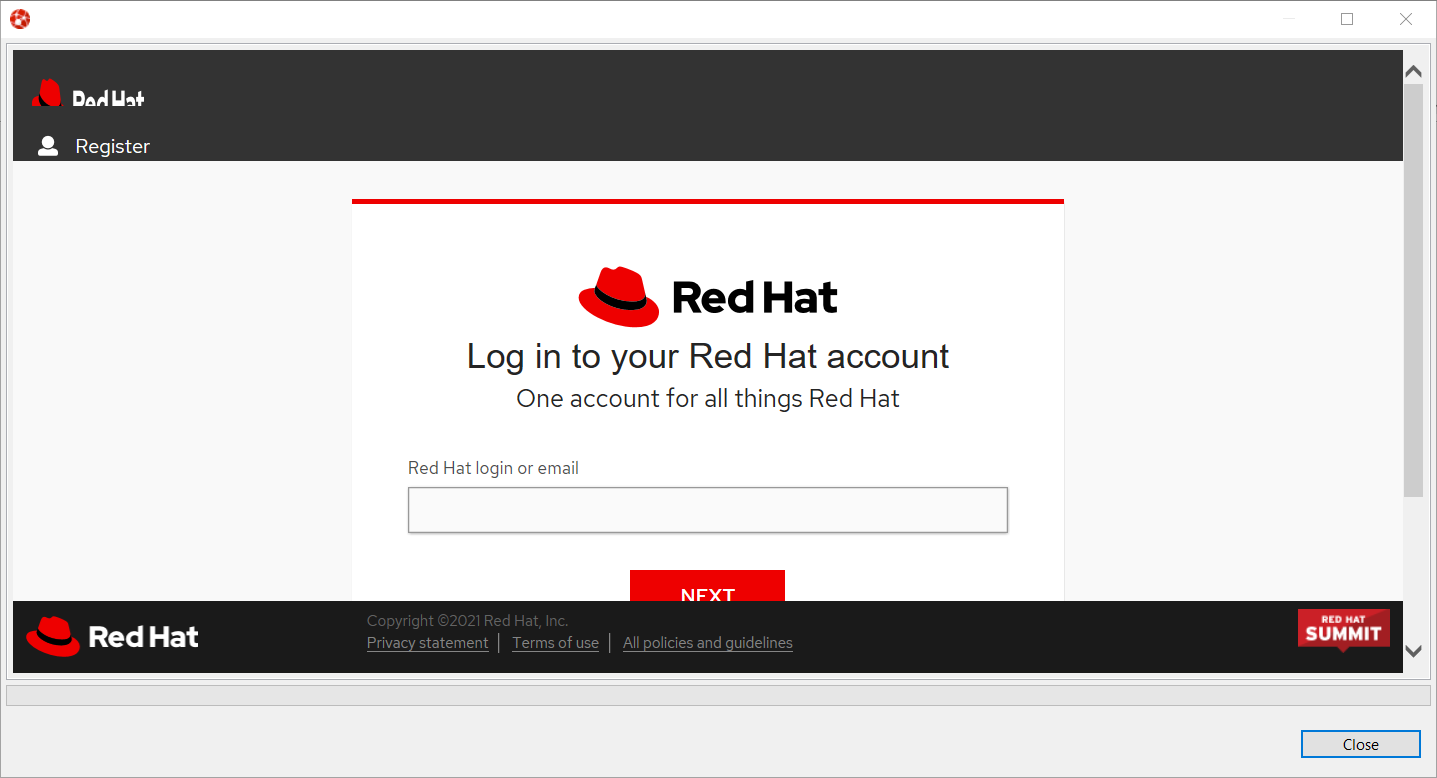 Red Hat
Register
Red Hat
Log in to your Red Hat account
One account for all things Red Hat
Red Hat login or email
NEXT
Red Hat
Copyright ©2021 Red Hat, Inc.
Privacy statement | Terms of use | All policies and guidelines
RED HAT
SUMMIT
Close